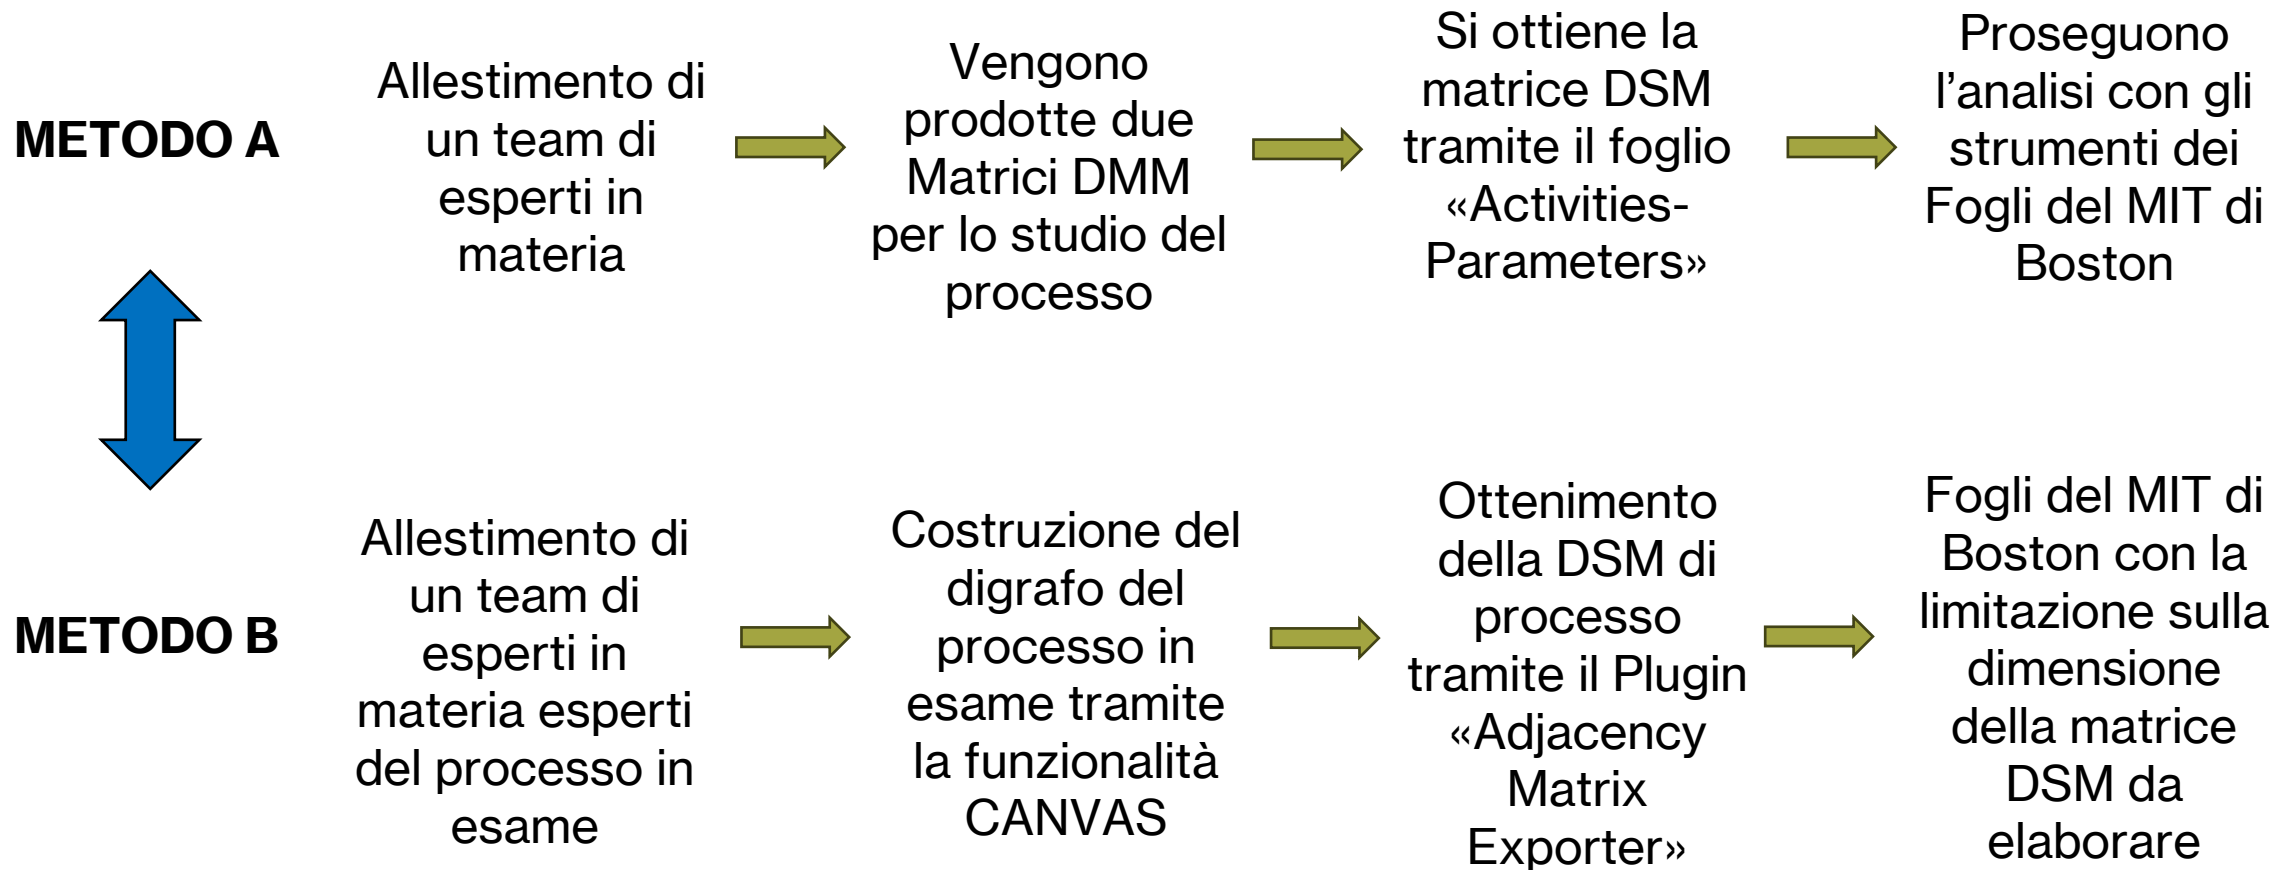 METODO A
Allestimento di
un team di
esperti in
materia
Vengono
prodotte due
Matrici DMM
per lo studio del
processo
Si ottiene la
matrice DSM
tramite il foglio
«Activities-
Parameters»
Proseguono
l’analisi con gli
strumenti dei
Fogli del MIT di
Boston
METODO B
Allestimento di
un team di
esperti in
materia esperti
del processo in
esame
Costruzione del
digrafo del
processo in
esame tramite
la funzionalità
CANVAS
Ottenimento
della DSM di
processo
tramite il Plugin
«Adjacency
Matrix
Exporter»
Fogli del MIT di
Boston con la
limitazione sulla
dimensione
della matrice
DSM da
elaborare